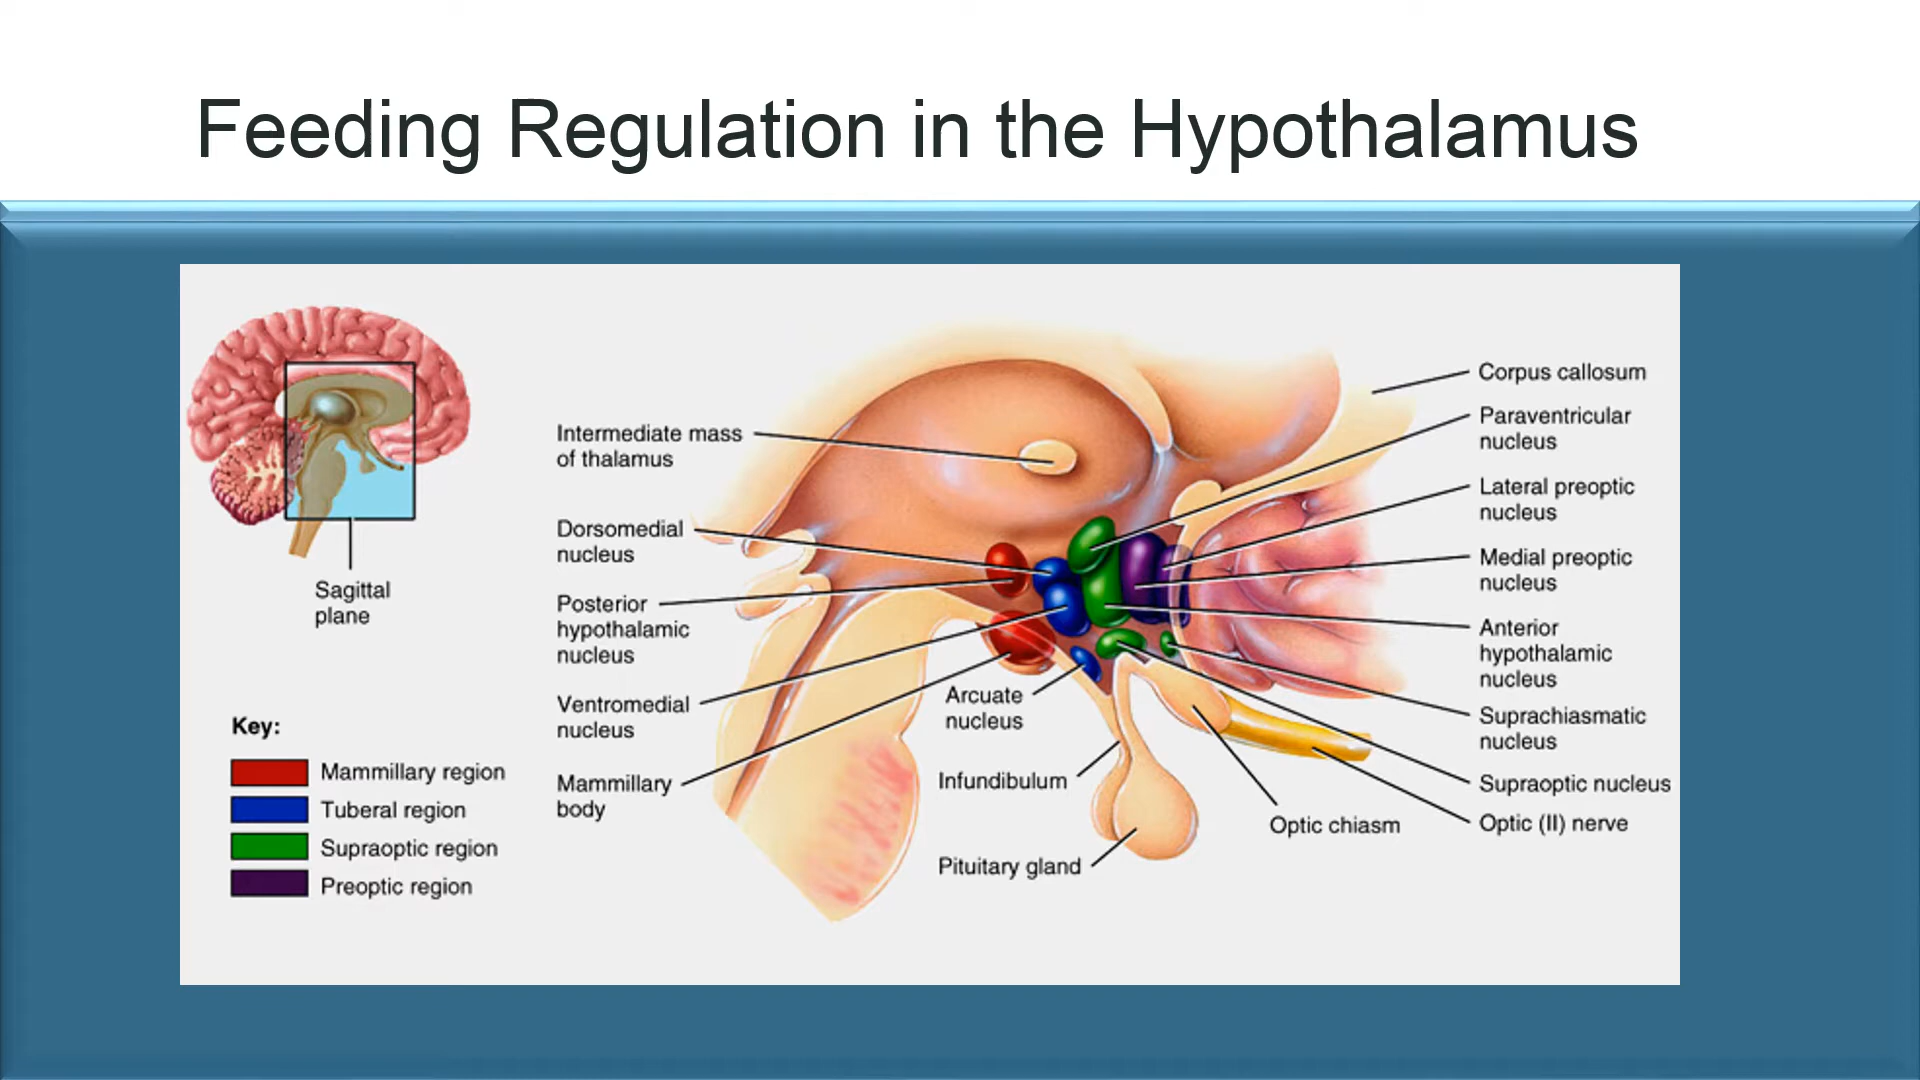 Feeding Regulation in the Hypothalamus
Sagittal
plane
Key:
Mammillary region
Tuberal region
Supraoptic region
Preoptic region
Intermediate mass
of thalamus
Dorsomedial
nucleus
Posterior
hypothalamic
nucleus
Ventromedial
nucleus
Mammillary
body
Arcuate
nucleus
Infundibulum
Pituitary gland
Corpus callosum
Paraventricular
nucleus
Lateral preoptic
nucleus
Medial preoptic
nucleus
Anterior
hypothalamic
nucleus
Suprachiasmatic
nucleus
Supraoptic nucleus
Optic (II) nerve
Optic chiasm